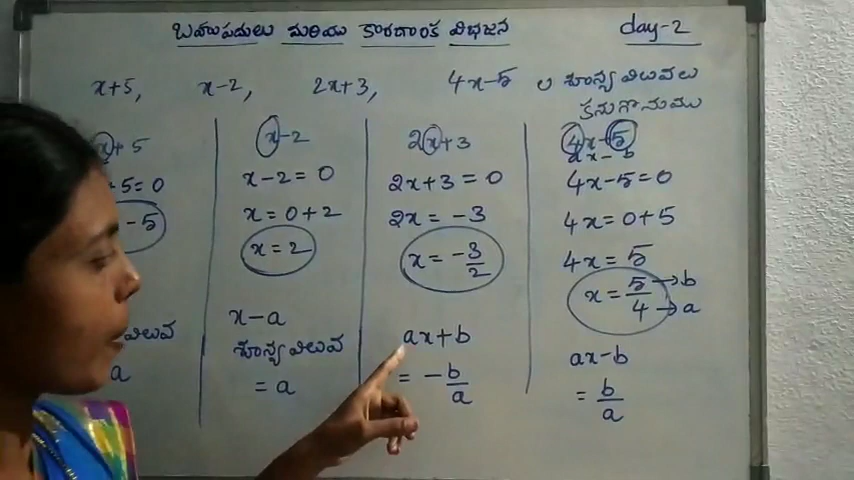 బహుపదులు మరియు కారణాంక విభజన day-2
x+5, x-2, 2x+3, 4x-5 ల శూన్య విలువలు
కనుగొనుము
x+5
+5=0
-5
విలువ
a
x-2
x-2=0
x=0+2
x=2
x-a
శూన్య విలువ
=a
2x+3
2x+3=0
2x=-3
x=-3/2
ax+b
=-b/a
4x-5
ax-b
4x-5=0
4x=0+5
4x=5
x=5/4 →b →a
ax-b
=b/a